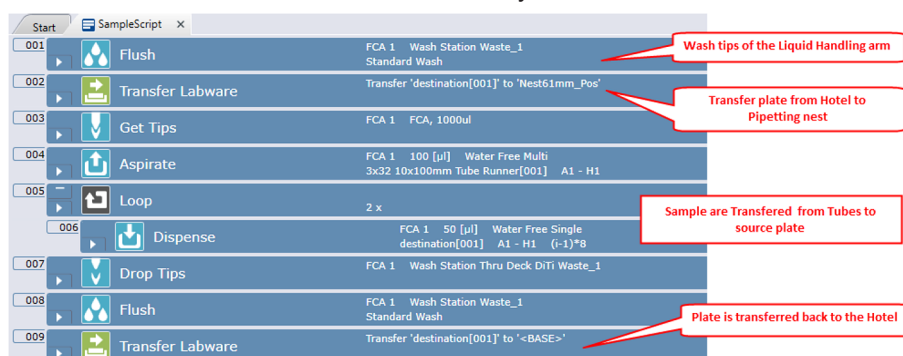 Start
SampleScript ×
001
Flush
FCA 1 Wash Station Waste_1
Standard Wash
Wash tips of the Liquid Handling arm
002
Transfer Labware
Transfer 'destination[001]' to 'Nest61mm_Pos'
Transfer plate from Hotel to
Pipetting nest
003
Get Tips
FCA 1 FCA, 1000ul
004
Aspirate
FCA 1 100 [µl] Water Free Multi
3x32 10x100mm Tube Runner[001] A1 - H1
005
Loop
2 x
Sample are Transfered from Tubes to
source plate
006
Dispense
FCA 1 50 [µl] Water Free Single
destination[001] A1 - H1 (i-1)*8
007
Drop Tips
FCA 1 Wash Station Thru Deck DiTi Waste_1
008
Flush
FCA 1 Wash Station Waste_1
Standard Wash
Plate is transferred back to the Hotel
009
Transfer Labware
Transfer 'destination[001]' to '<BASE>'